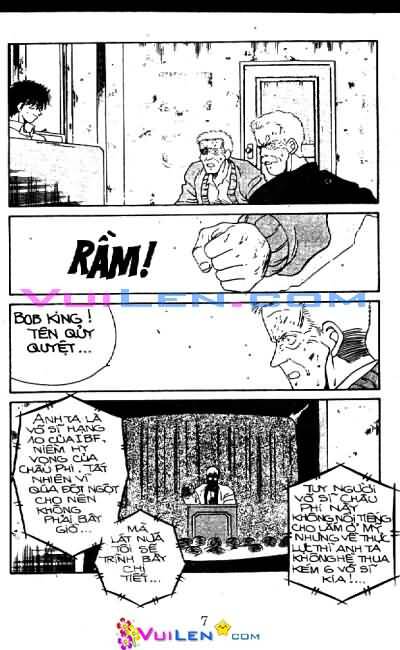 RẦM!
VuiLen.com
BOB KING!
TÊN QUỶ
QUYỆT...
ANH TA LÀ
VÕ SĨ HẠNG
10 CỦA IBF,
NIỀM HY
VỌNG CỦA
CHÂU PHI. TẤT
NHIÊN VÌ
QUÁ ĐỘT NGỘT
CHO NÊN
KHÔNG
PHẢI BÂY
GIỜ...
MÀ
LÁT NỮA
TÔI SẼ
TRÌNH BÀY
CHI
TIẾT...
TUY NGƯỜI
VÕ SĨ CHÂU
PHI NÀY
KHÔNG NỔI TIẾNG
CHO LẮM Ở MỸ
NHƯNG VỀ THỰC
LỰC THÌ ANH TA
KHÔNG HỀ THUA
KÉM 6 VÕ SĨ
KIA!...
7
VuiLen.com